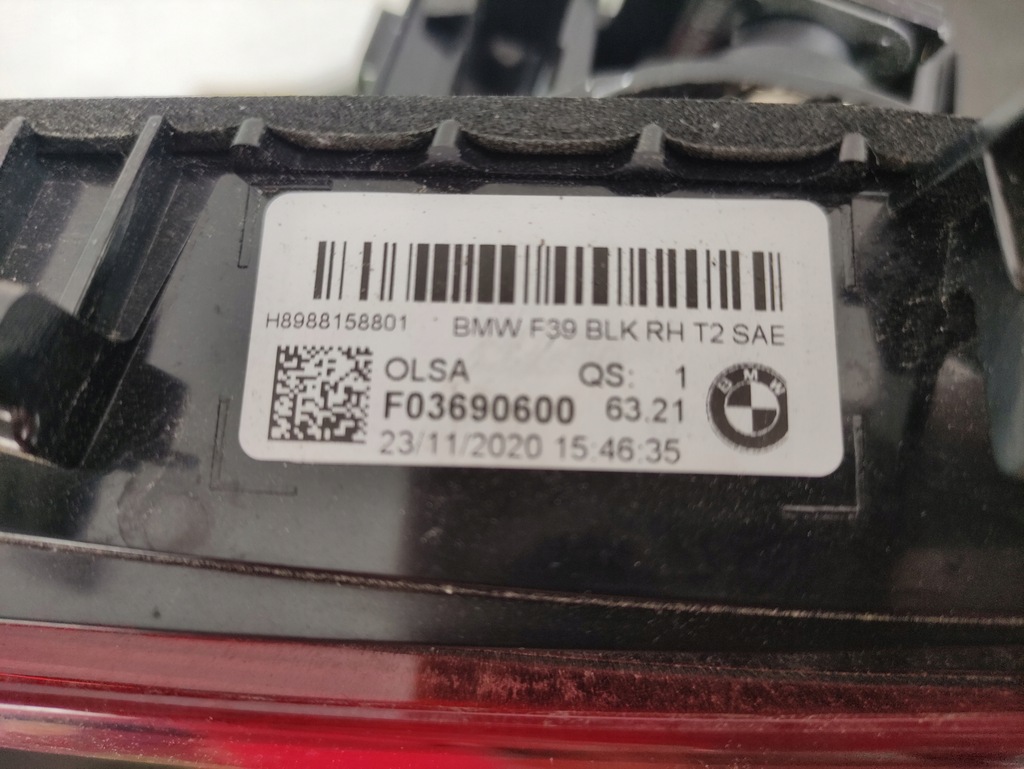 H8988158801 BMW F39 BLK RH T2 SAE
OLSA QS: 1
F03690600 63.21
23/11/2020 15:46:35
BMW